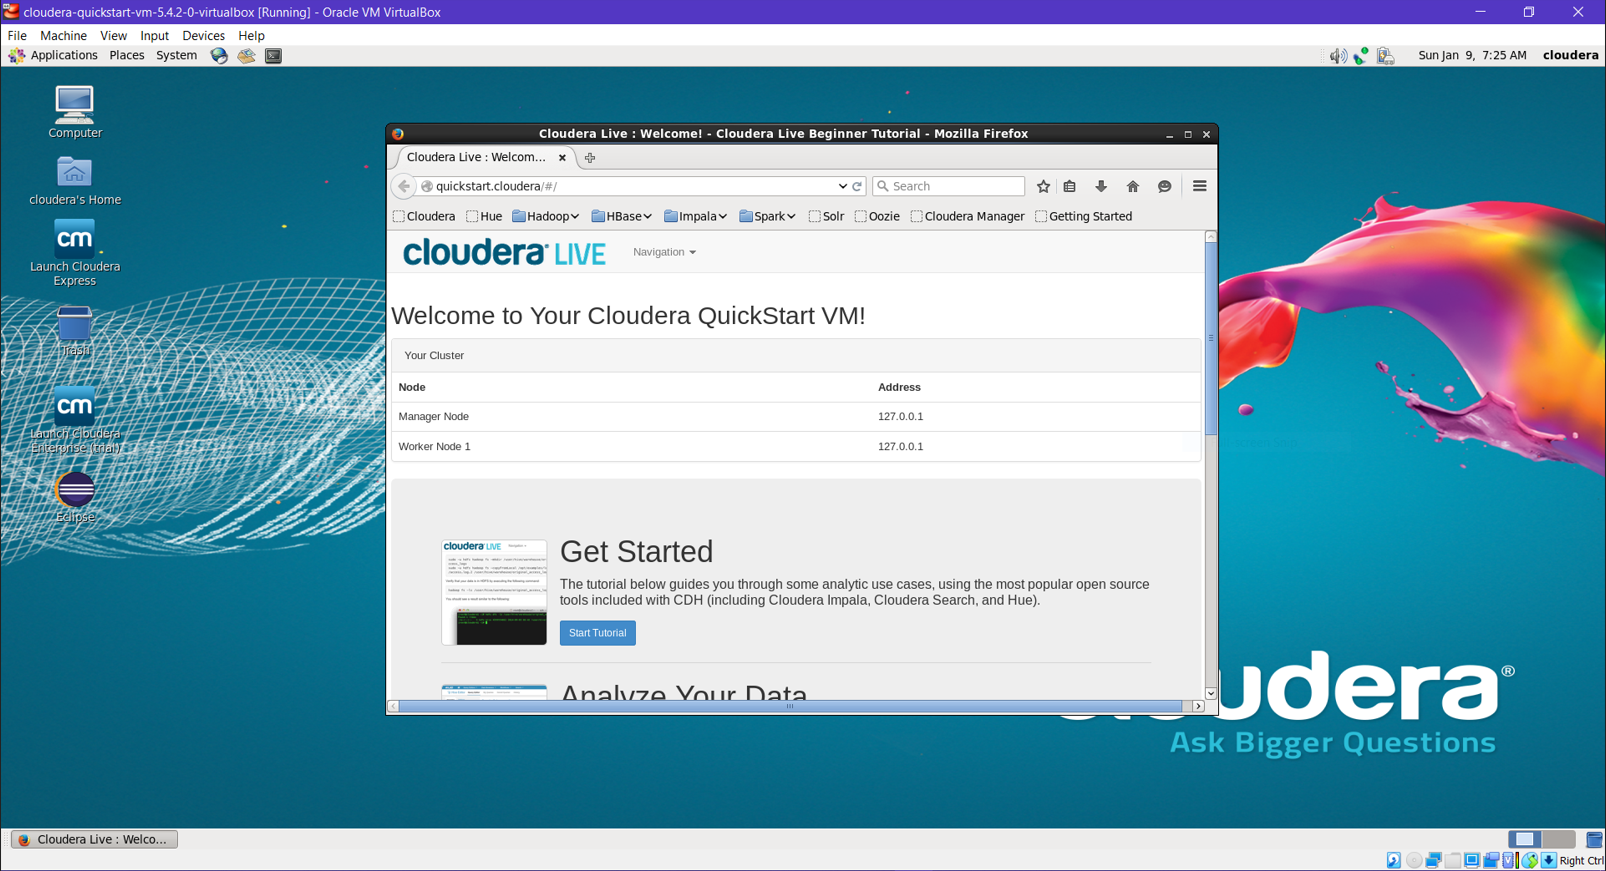 cloudera-quickstart-vm-5.4.2-0-virtualbox [Running] - Oracle VM VirtualBox
File Machine View Input Devices Help
Applications Places System
Sun Jan 9, 7:25 AM cloudera
Computer
cloudera's Home
cm
Launch Cloudera
Express
Trash
cm
Launch Cloudera
Enterprise (trial)
Eclipse
Cloudera Live : Welcome! - Cloudera Live Beginner Tutorial - Mozilla Firefox
Cloudera Live : Welcom...
quickstart.cloudera/#/
Search
Cloudera Hue Hadoop HBase Impala Spark Solr Oozie Cloudera Manager Getting Started
cloudera LIVE Navigation
Welcome to Your Cloudera QuickStart VM!
Your Cluster
Node Address
Manager Node 127.0.0.1
Worker Node 1 127.0.0.1
cloudera LIVE
Get Started
The tutorial below guides you through some analytic use cases, using the most popular open source
tools included with CDH (including Cloudera Impala, Cloudera Search, and Hue).
Start Tutorial
Analyze Your Data
cloudera®
Ask Bigger Questions
Cloudera Live : Welco...
Right Ctrl